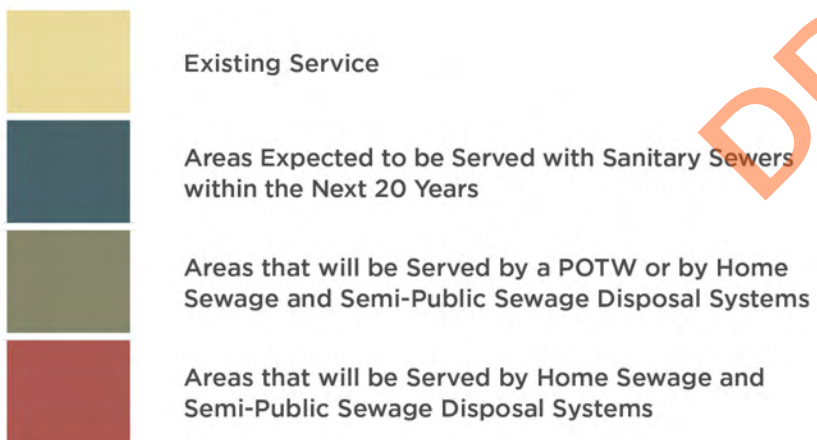 Existing Service
Areas Expected to be Served with Sanitary Sewers
within the Next 20 Years
Areas that will be Served by a POTW or by Home
Sewage and Semi-Public Sewage Disposal Systems
Areas that will be Served by Home Sewage and
Semi-Public Sewage Disposal Systems